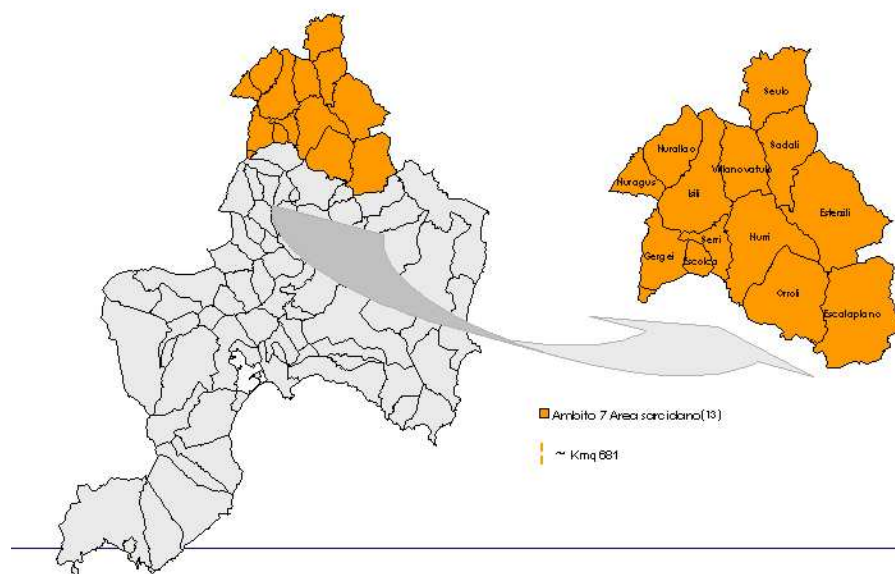 Seulo
Sadali
Nurallao
Villanovatulo
Nuragus
Isili
Esterzili
Serri
Nurri
Gergei
Escolca
Orroli
Escalaplano
Ambito 7 Area sarcidano(13)
~ Kmq 681